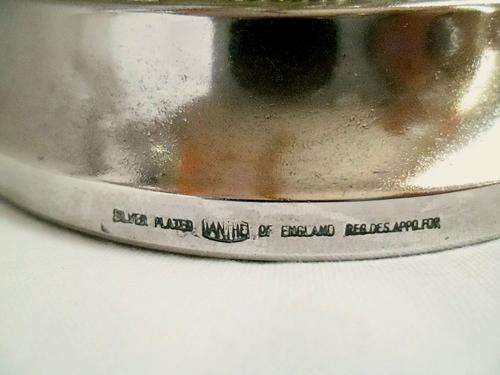 SILVER PLATED IANTHE OF ENGLAND REG.DES.APPD.FOR